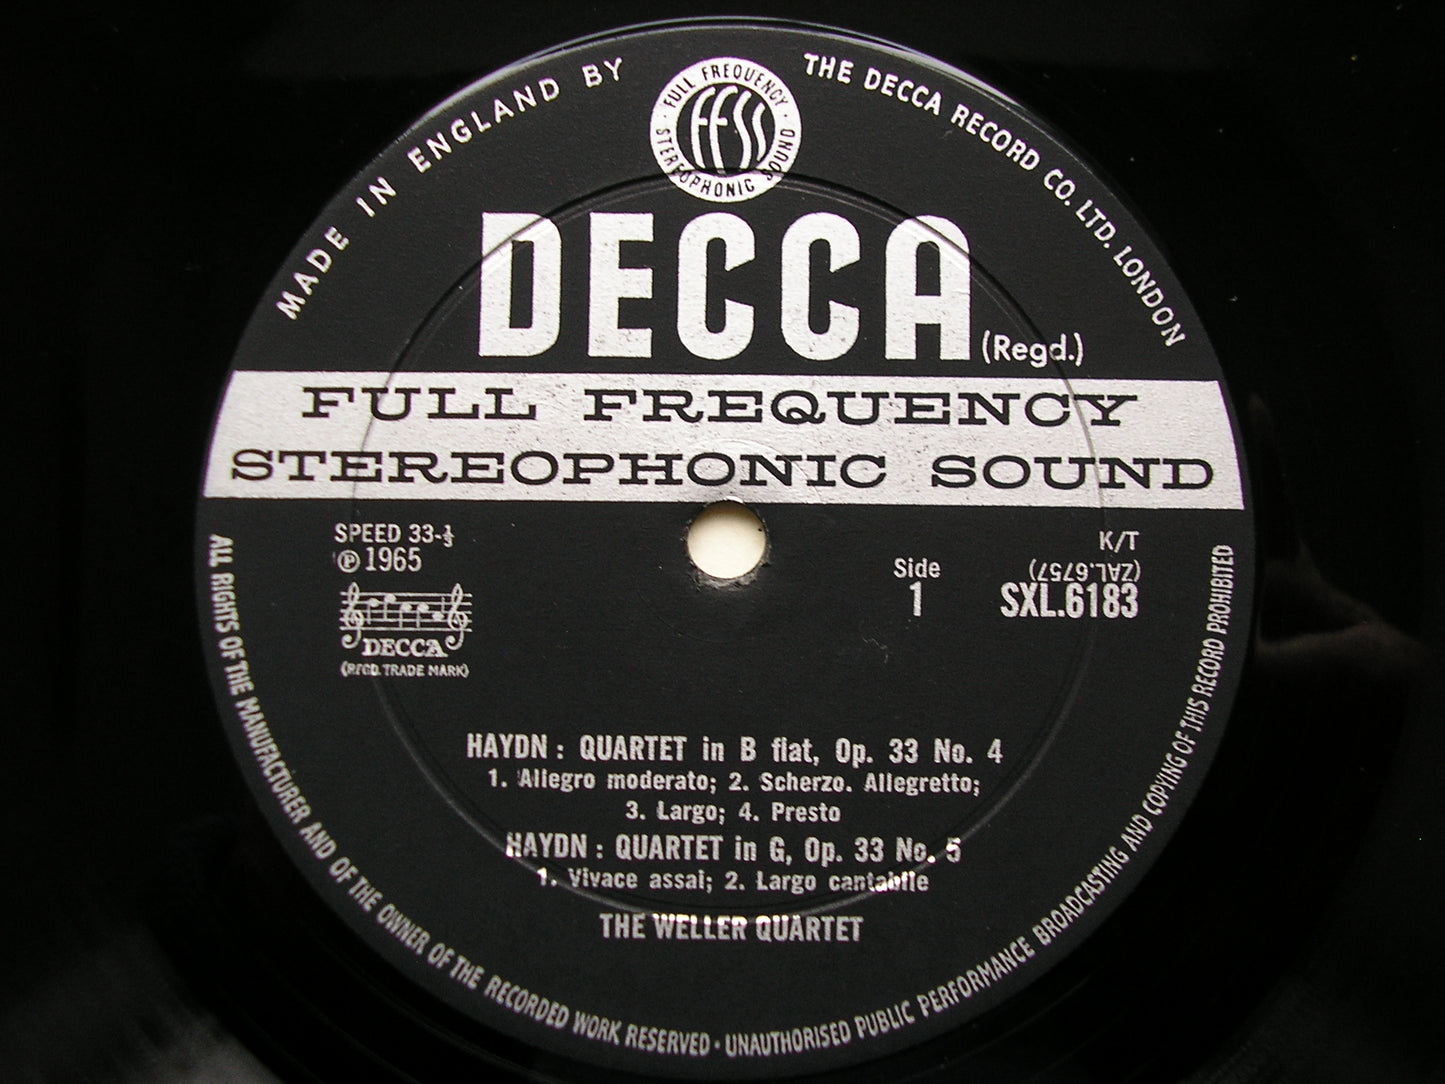 MADE IN ENGLAND BY
THE DECCA RECORD CO. LTD. LONDON
FULL FREQUENCY
ffss
STEREOPHONIC SOUND
DECCA (Regd.)
FULL FREQUENCY
STEREOPHONIC SOUND
SPEED 33-⅓
℗ 1965
DECCA
(REGD. TRADE MARK)
Side
1
K/T
(ZAL.6757)
SXL.6183
HAYDN : QUARTET in B flat, Op. 33 No. 4
1. Allegro moderato; 2. Scherzo. Allegretto;
3. Largo; 4. Presto
HAYDN : QUARTET in G, Op. 33 No. 5
1. Vivace assai; 2. Largo cantabile
THE WELLER QUARTET
ALL RIGHTS OF THE MANUFACTURER AND OF THE OWNER OF THE RECORDED WORK RESERVED · UNAUTHORISED PUBLIC PERFORMANCE BROADCASTING AND COPYING OF THIS RECORD PROHIBITED